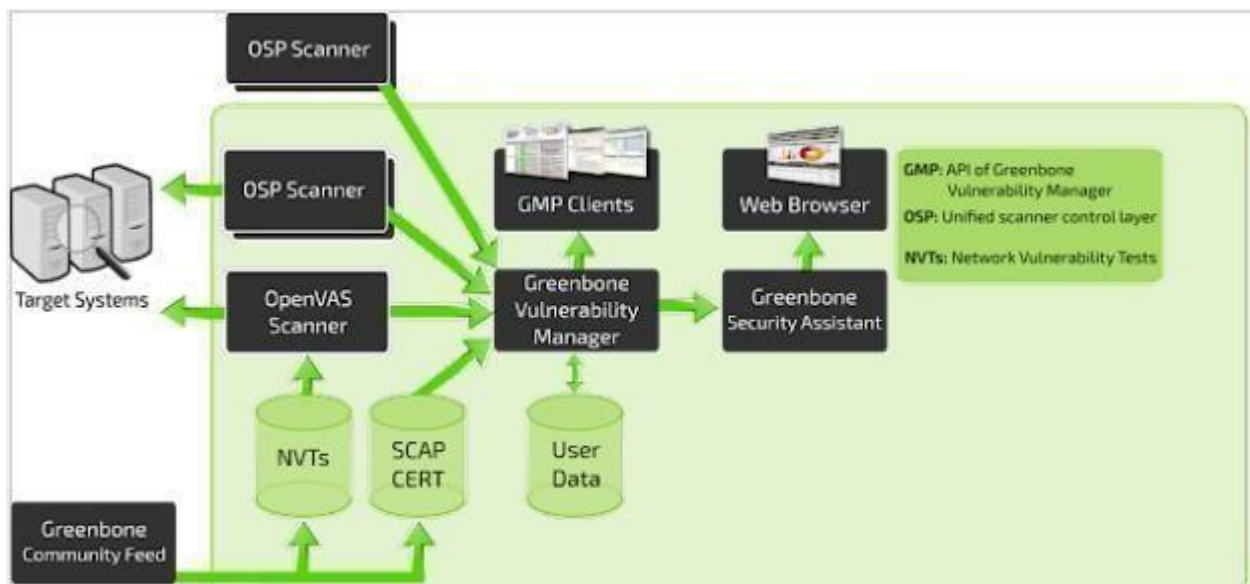 OSP Scanner
OSP Scanner
GMP Clients
Web Browser
GMP: API of Greenbone
Vulnerability Manager
OSP: Unified scanner control layer
NVTs: Network Vulnerability Tests
Target Systems
OpenVAS
Scanner
Greenbone
Vulnerability
Manager
Greenbone
Security Assistant
NVTs
SCAP
CERT
User
Data
Greenbone
Community Feed